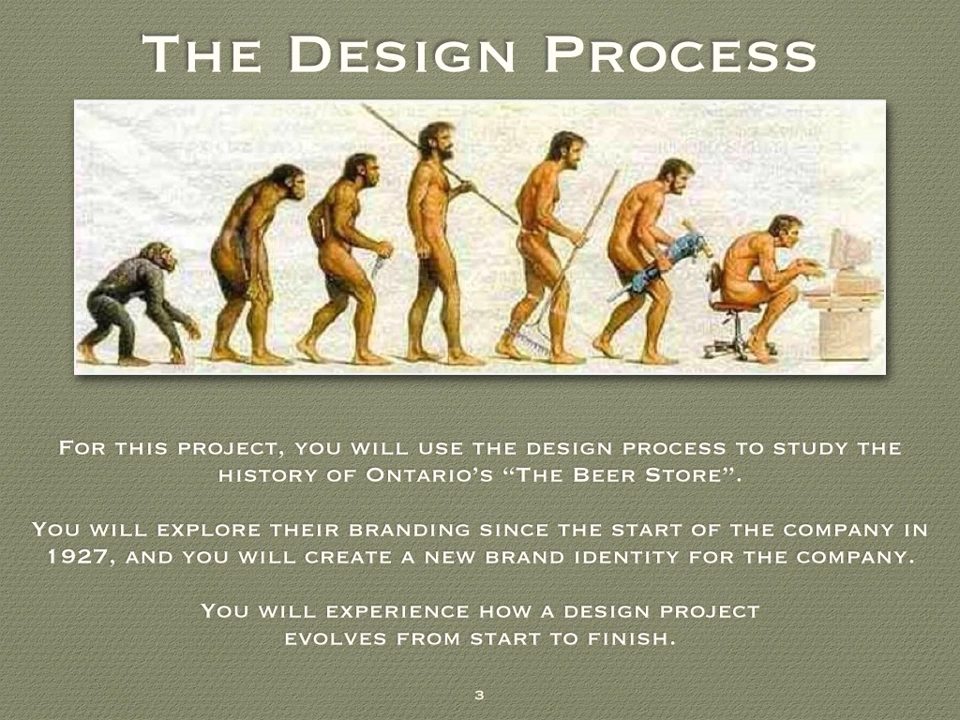 The Design Process
For this project, you will use the design process to study the
history of Ontario’s “The Beer Store”.
You will explore their branding since the start of the company in
1927, and you will create a new brand identity for the company.
You will experience how a design project
evolves from start to finish.
3